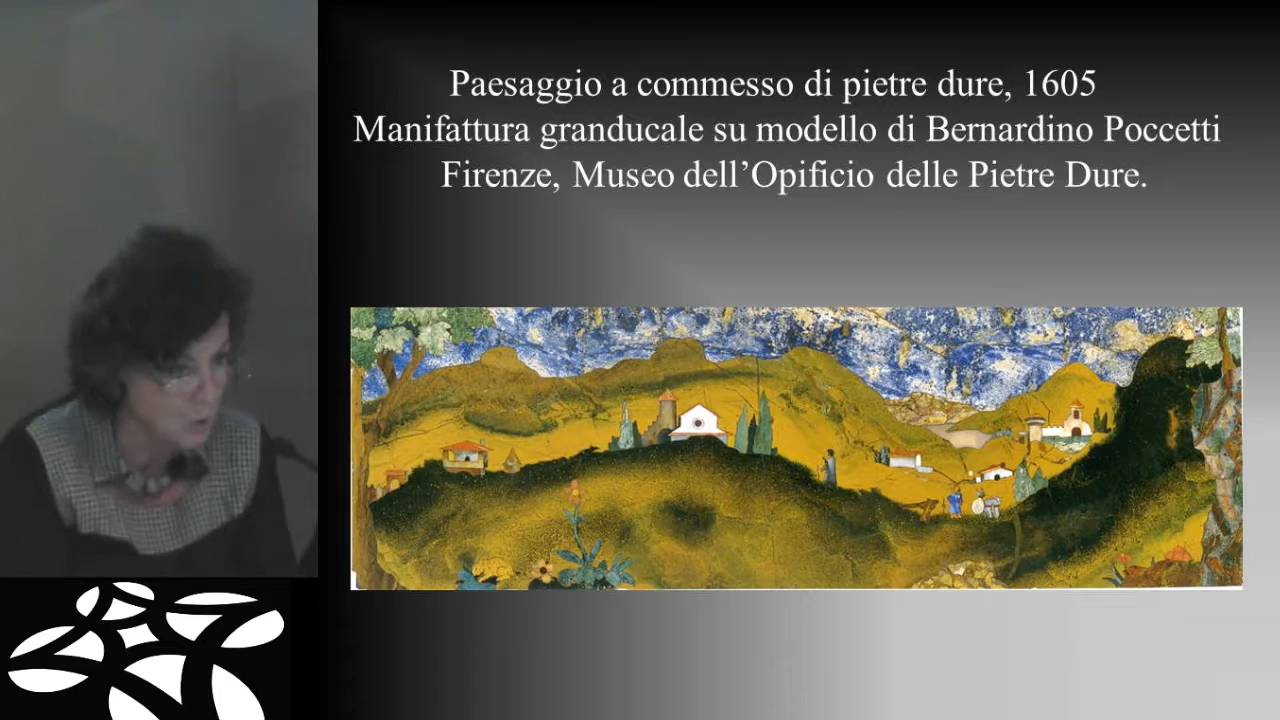 Paesaggio a commesso di pietre dure, 1605
Manifattura granducale su modello di Bernardino Poccetti
Firenze, Museo dell’Opificio delle Pietre Dure.